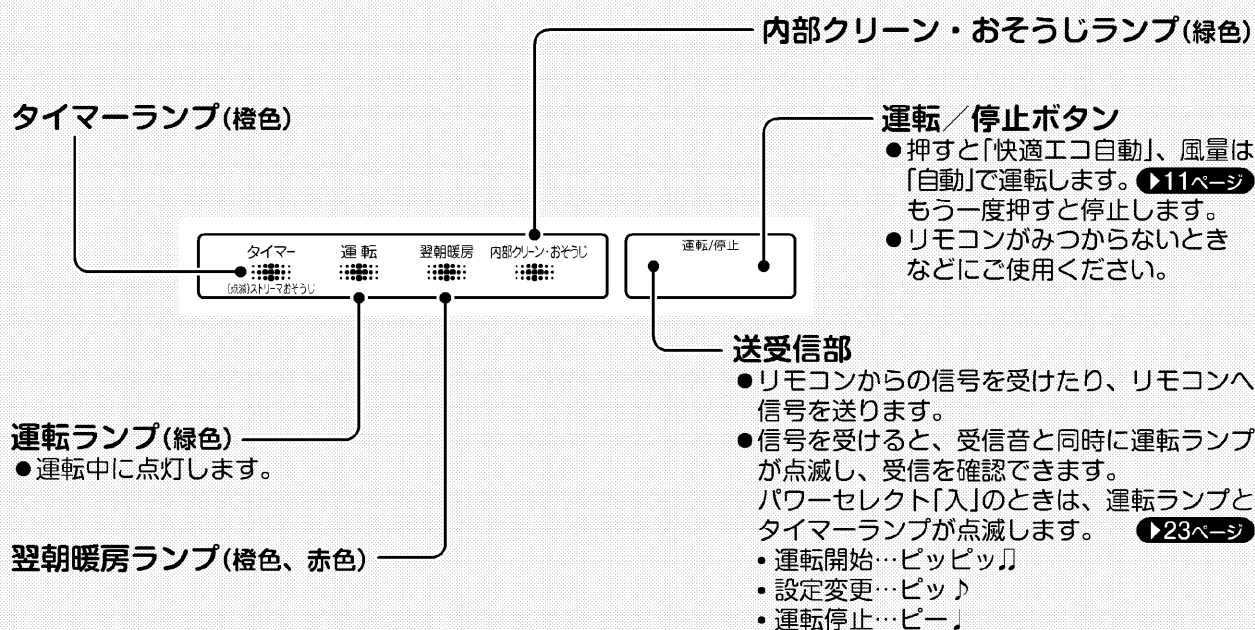 内部クリーン・おそうじランプ(緑色)
タイマーランプ(橙色)
運転／停止ボタン
●押すと「快適エコ自動」、風量は
「自動」で運転します。▶11ページ
もう一度押すと停止します。
●リモコンがみつからないとき
などにご使用ください。
タイマー 運転 翌朝暖房 内部クリーン・おそうじ
(点滅)ストリーマおそうじ
運転/停止
送受信部
●リモコンからの信号を受けたり、リモコンへ
信号を送ります。
●信号を受けると、受信音と同時に運転ランプ
が点滅し、受信を確認できます。
パワーセレクト「入」のときは、運転ランプと
タイマーランプが点滅します。 ▶23ページ
・運転開始…ピッピッ♫
・設定変更…ピッ♪
・運転停止…ピー♩
運転ランプ(緑色)
●運転中に点灯します。
翌朝暖房ランプ(橙色、赤色)